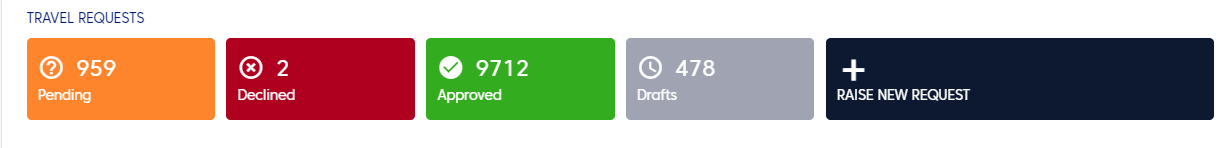 TRAVEL REQUESTS
959
Pending
2
Declined
9712
Approved
478
Drafts
RAISE NEW REQUEST